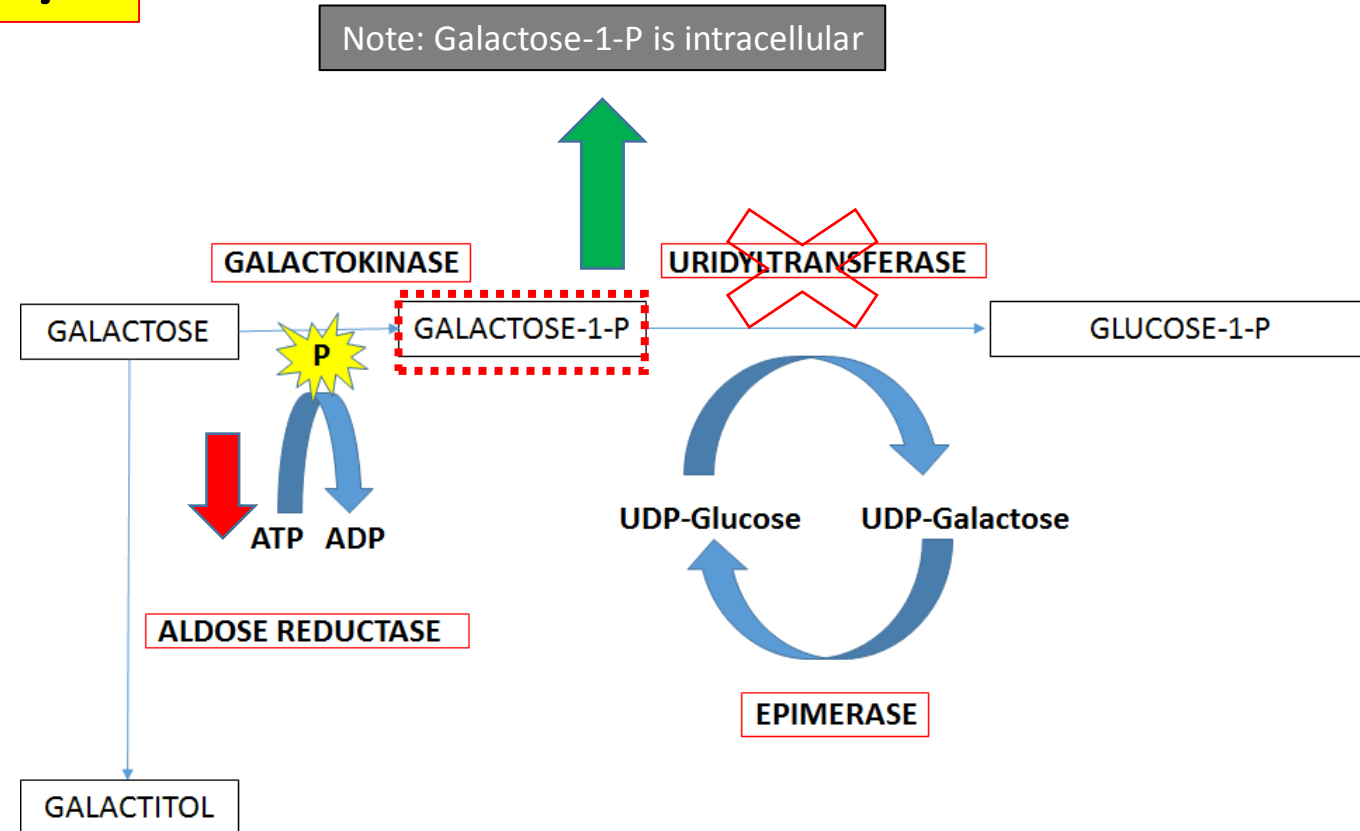 Note: Galactose-1-P is intracellular
GALACTOKINASE
URIDYLTRANSFERASE
GALACTOSE
P
GALACTOSE-1-P
GLUCOSE-1-P
ATP ADP
UDP-Glucose UDP-Galactose
ALDOSE REDUCTASE
EPIMERASE
GALACTITOL